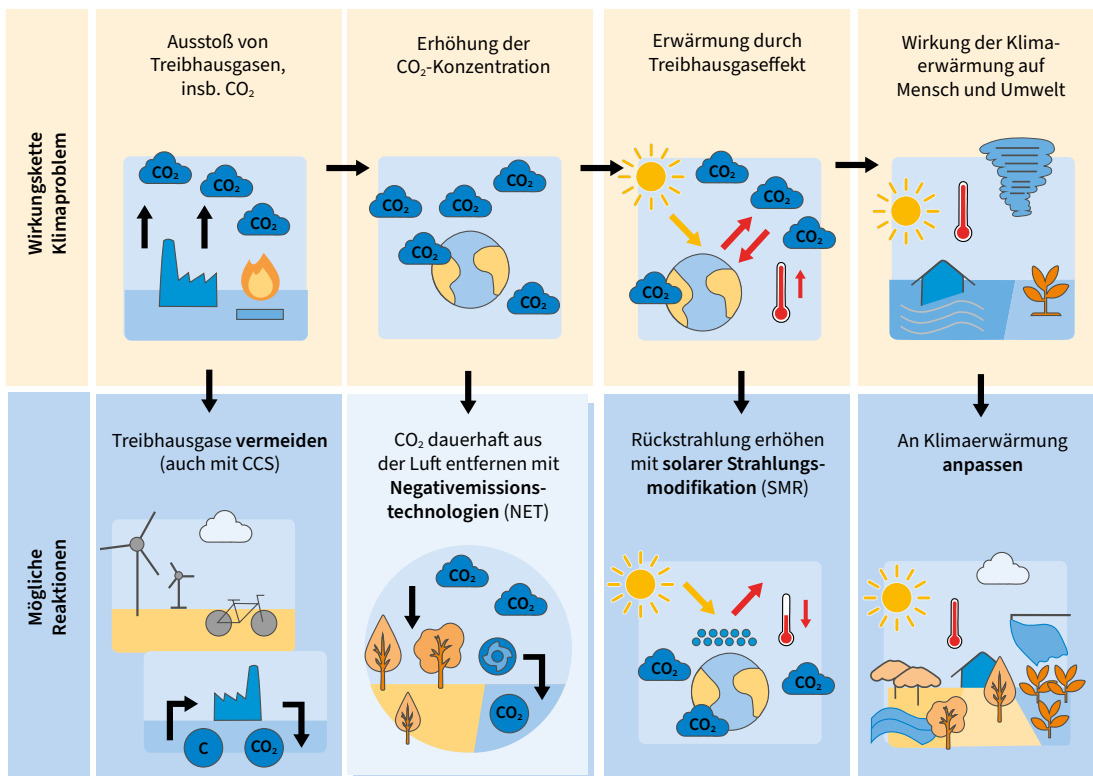 Wirkungskette
Klimaproblem
Ausstoß von
Treibhausgasen,
insb. CO₂
CO₂
CO₂
CO₂
Erhöhung der
CO₂-Konzentration
CO₂
CO₂
CO₂
CO₂
CO₂
Erwärmung durch
Treibhausgaseffekt
CO₂
CO₂
CO₂
CO₂
Wirkung der Klima-
erwärmung auf
Mensch und Umwelt
Mögliche
Reaktionen
Treibhausgase vermeiden
(auch mit CCS)
C
CO₂
CO₂ dauerhaft aus
der Luft entfernen mit
Negativemissions-
technologien (NET)
CO₂
CO₂
CO₂
Rückstrahlung erhöhen
mit solarer Strahlungs-
modifikation (SMR)
CO₂
CO₂
CO₂
An Klimaerwärmung
anpassen